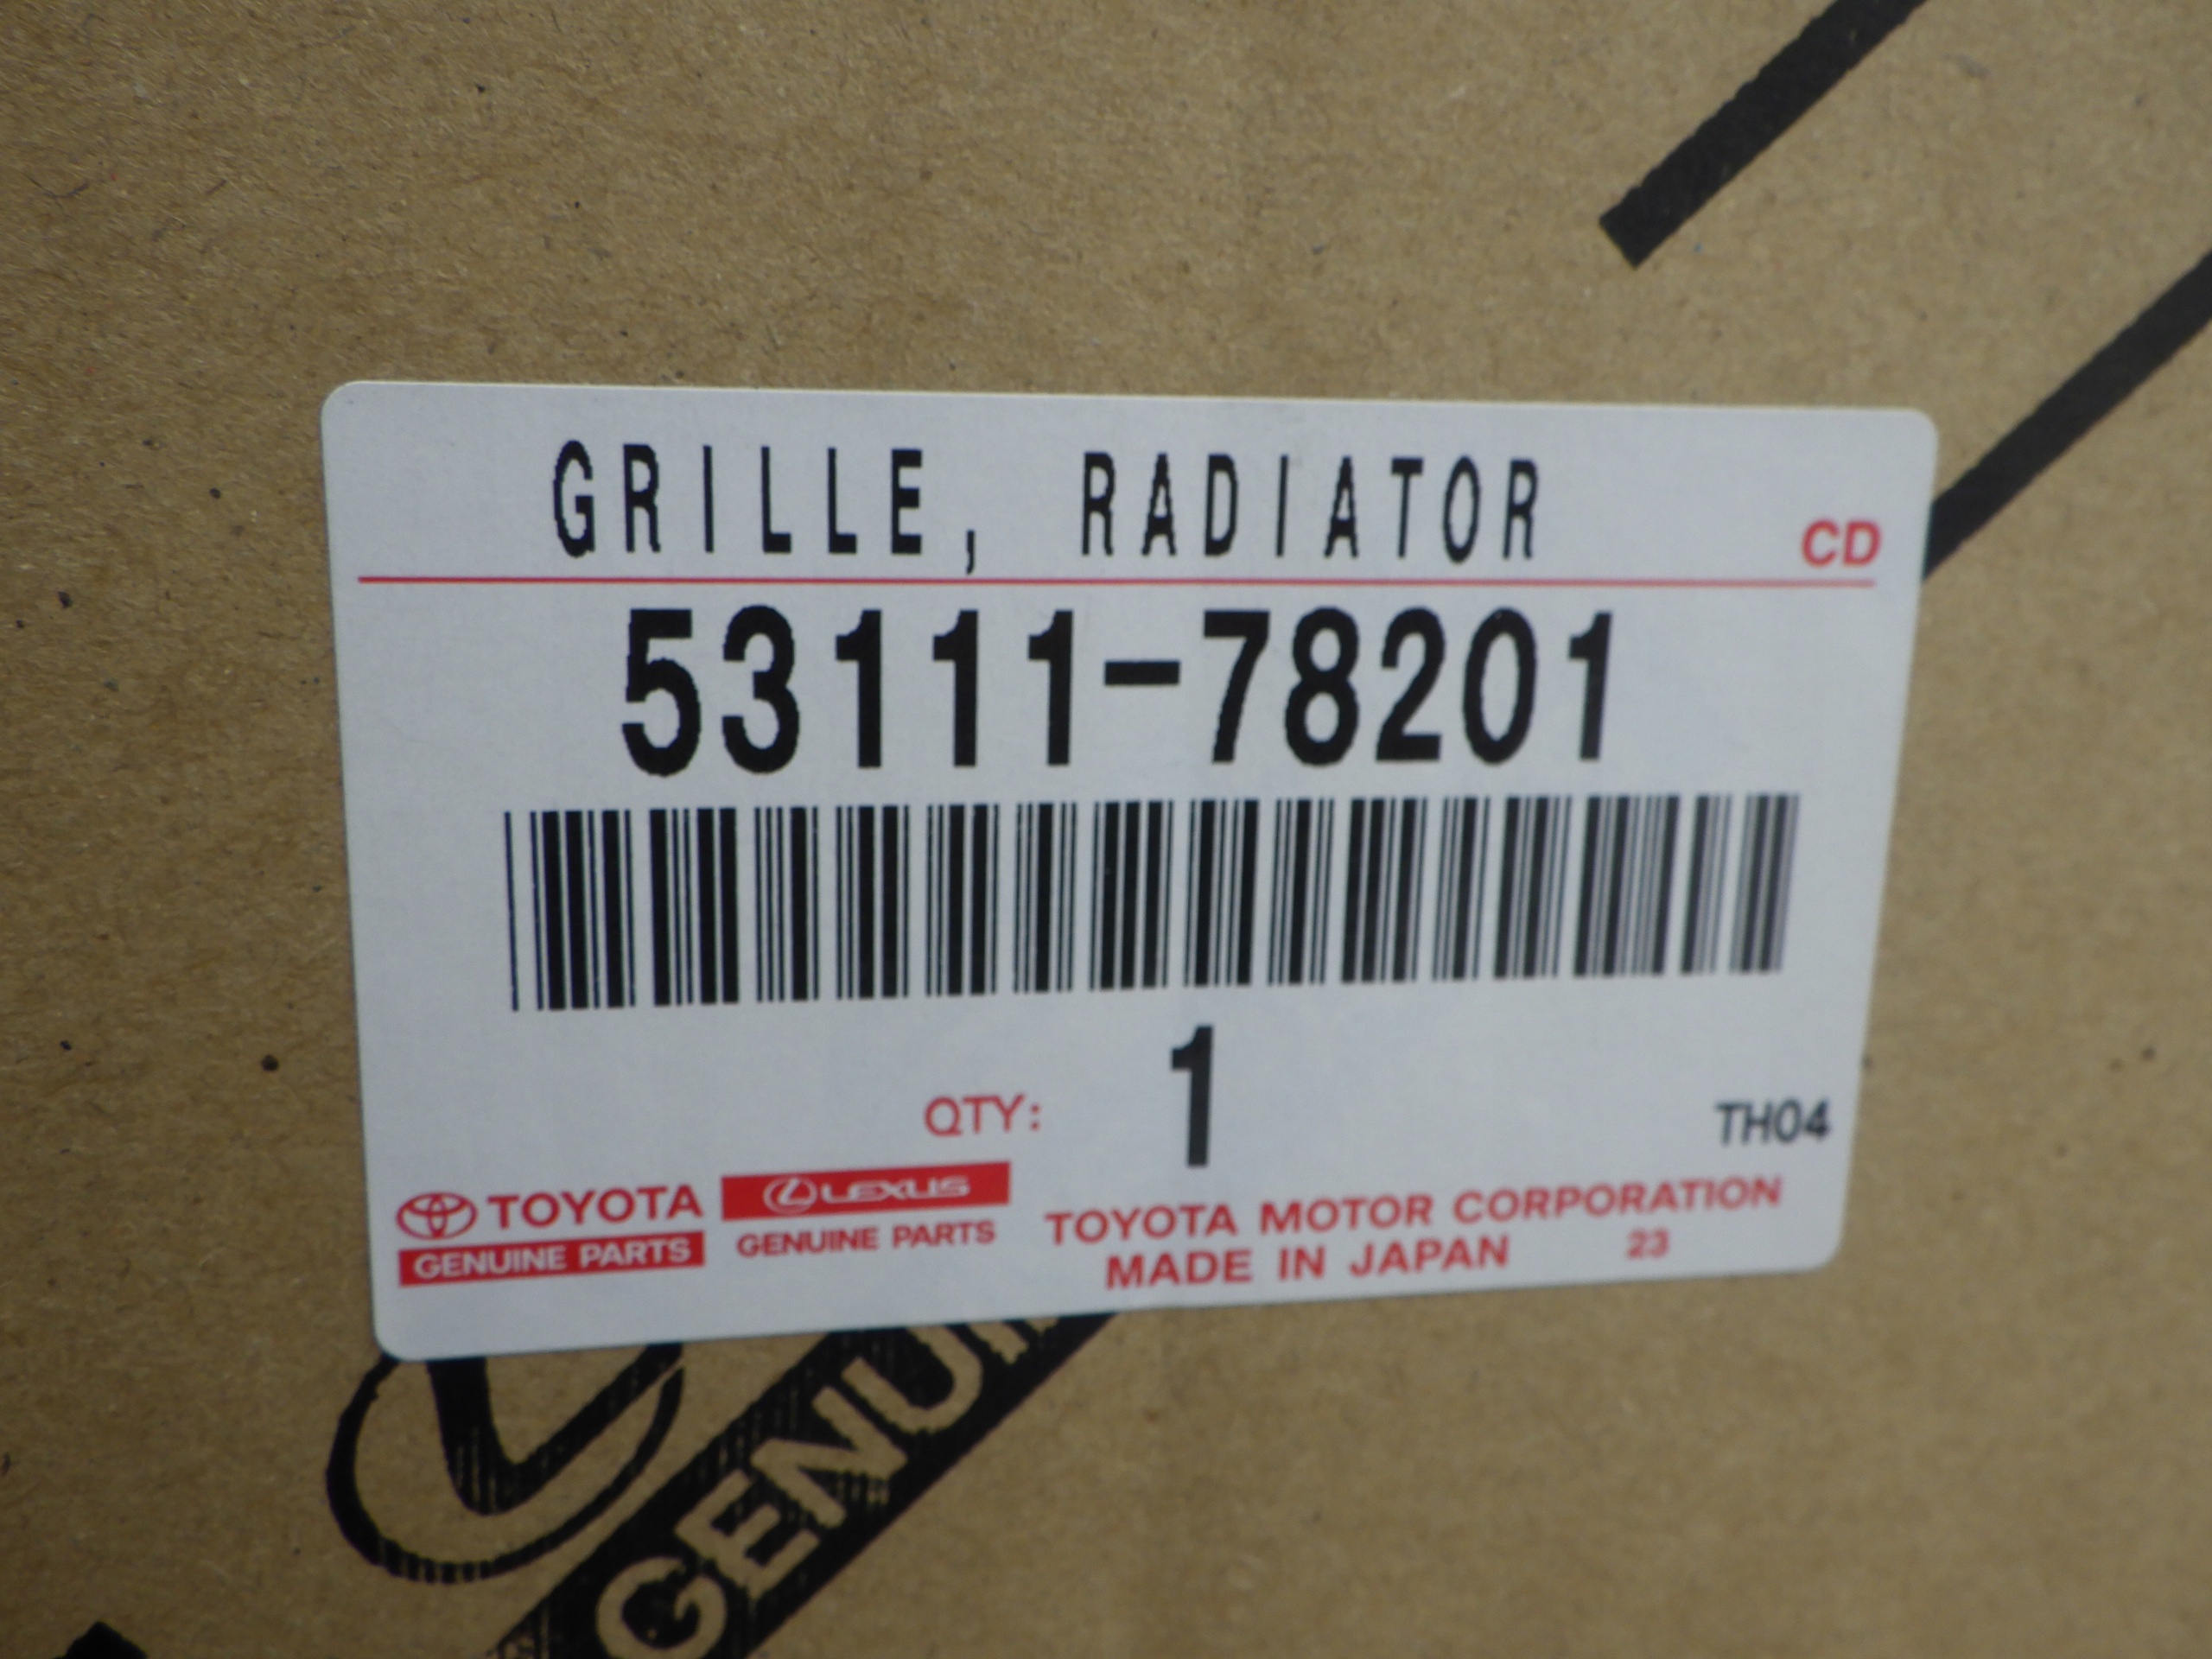 GRILLE, RADIATOR
CD
53111-78201
QTY: 1
TH04
TOYOTA
GENUINE PARTS
LEXUS
GENUINE PARTS
TOYOTA MOTOR CORPORATION
MADE IN JAPAN 23